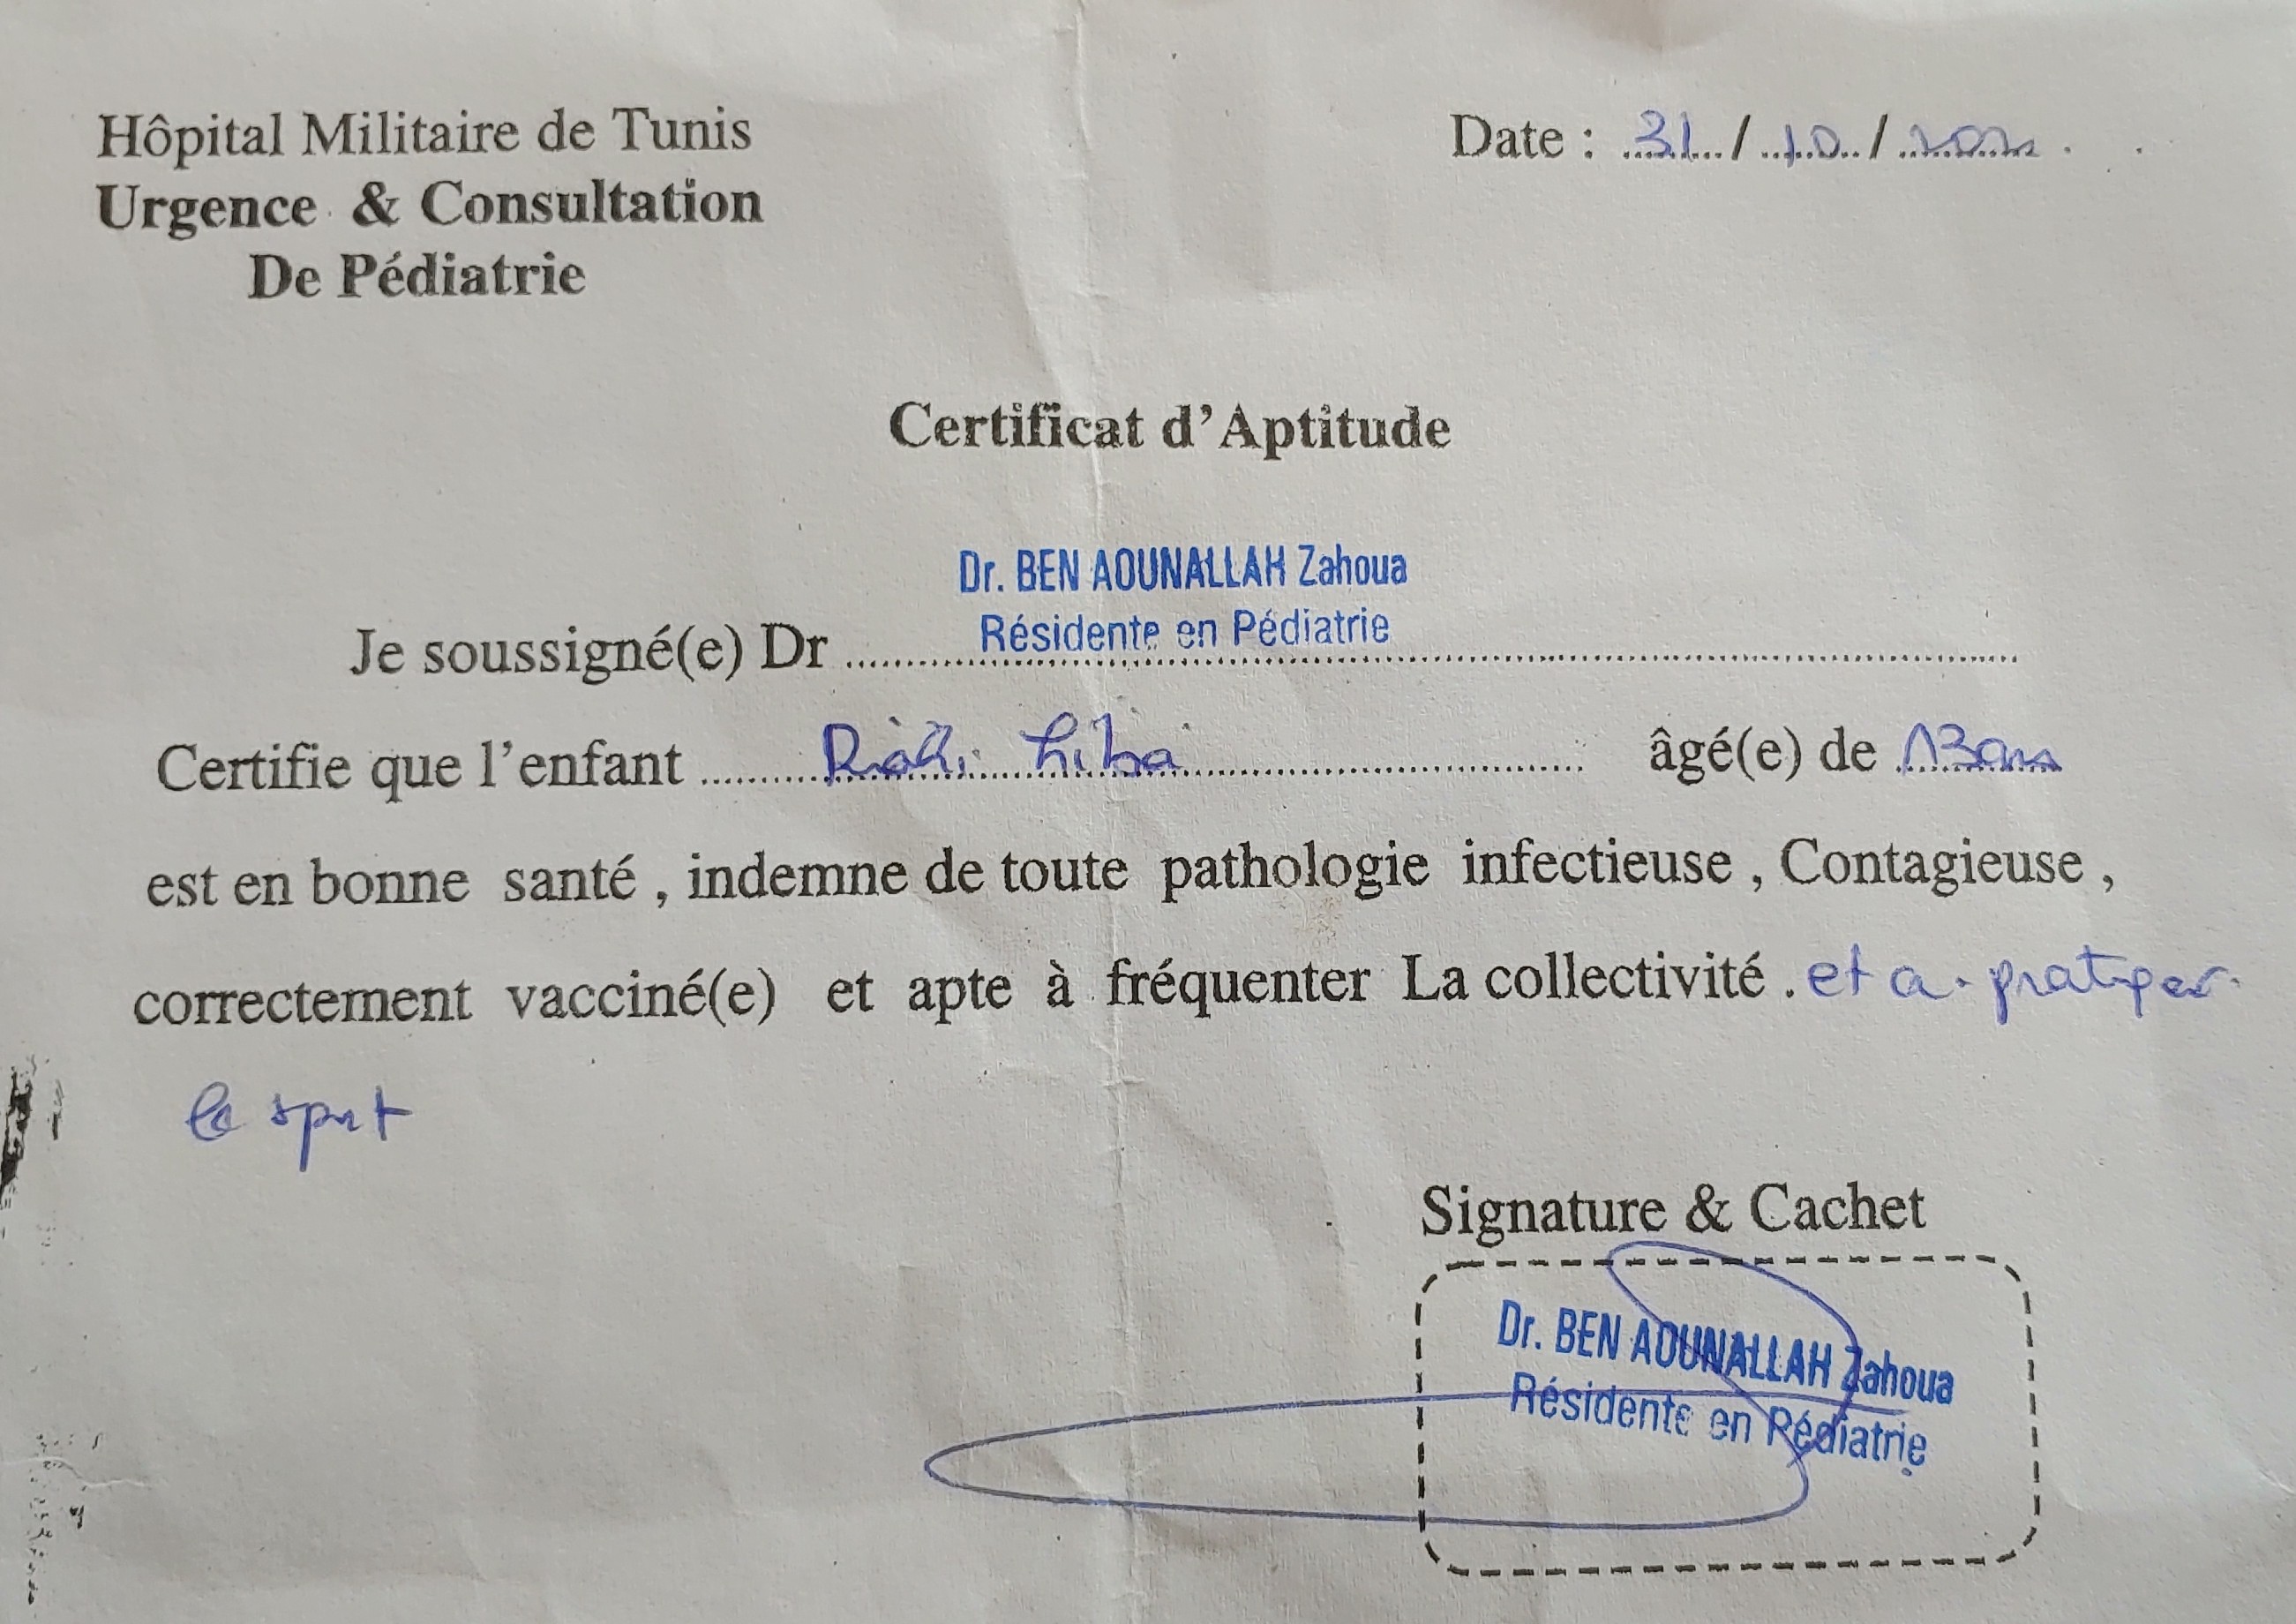 Hôpital Militaire de Tunis
Date : 31 / 10 /
Urgence & Consultation
De Pédiatrie
Certificat d'Aptitude
Dr. BEN AOUNALLAH Zahoua
Résidente en Pédiatrie
Je soussigné(e) Dr
Certifie que l'enfant âgé(e) de 13 ans
est en bonne santé , indemne de toute pathologie infectieuse , Contagieuse ,
correctement vacciné(e) et apte à fréquenter La collectivité . et a pratiquer
le sport
Signature & Cachet
Dr. BEN AOUNALLAH Zahoua
Résidente en Pédiatrie